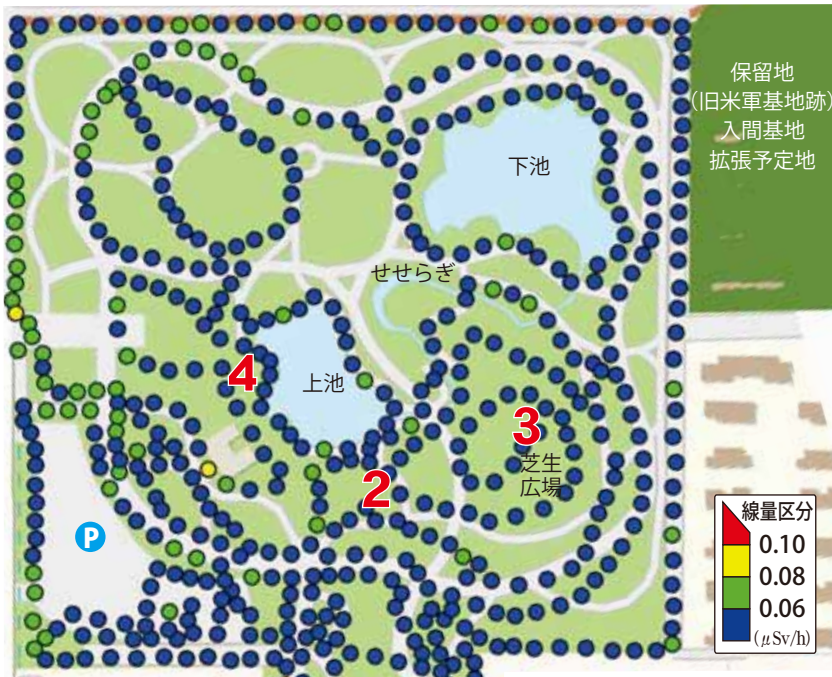 保留地
(旧米軍基地跡)
入間基地
拡張予定地
下池
せせらぎ
上池
4
3
芝生
広場
2
P
線量区分
0.10
0.08
0.06
(μSv/h)